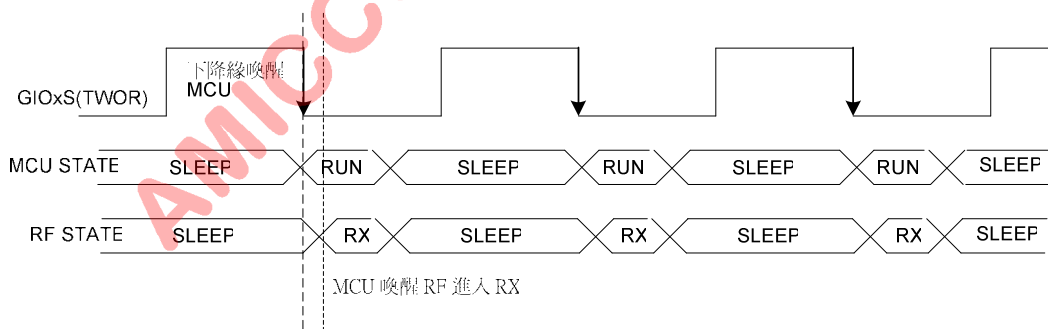 下降緣喚醒
MCU
GIOxS(TWOR)
MCU STATE SLEEP RUN SLEEP RUN SLEEP RUN SLEEP
RF STATE SLEEP RX SLEEP RX SLEEP RX SLEEP
MCU 喚醒 RF 進入 RX
AMICC